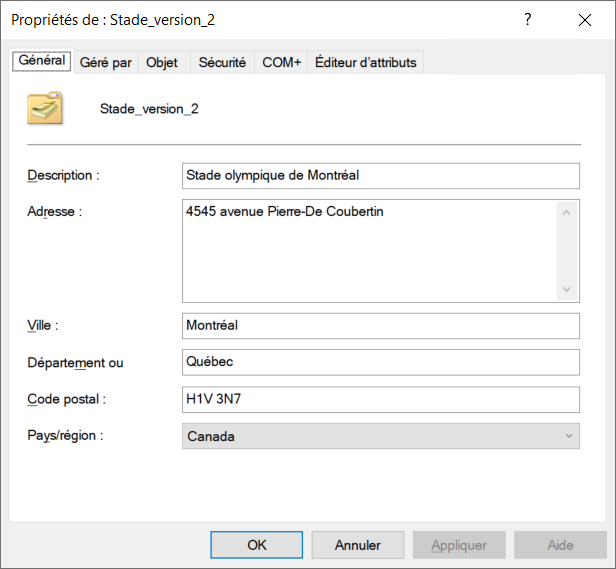 Propriétés de : Stade_version_2
?
Général Géré par Objet Sécurité COM+ Éditeur d'attributs
Stade_version_2
Description : Stade olympique de Montréal
Adresse : 4545 avenue Pierre-De Coubertin
Ville : Montréal
Département ou Québec
Code postal : H1V 3N7
Pays/région : Canada
OK Annuler Appliquer Aide